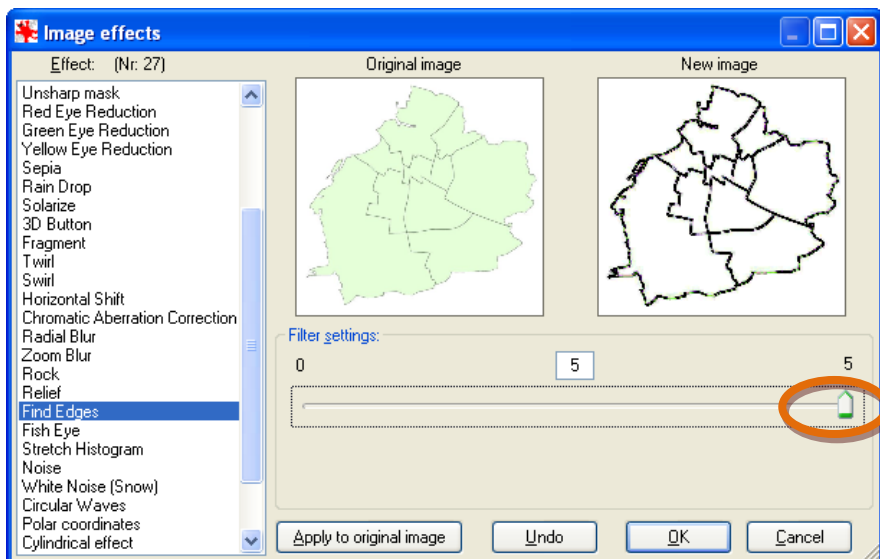 Image effects
Effect: (Nr: 27)
Original image
New image
Unsharp mask
Red Eye Reduction
Green Eye Reduction
Yellow Eye Reduction
Sepia
Rain Drop
Solarize
3D Button
Fragment
Twirl
Swirl
Horizontal Shift
Chromatic Aberration Correction
Radial Blur
Zoom Blur
Rock
Relief
Find Edges
Fish Eye
Stretch Histogram
Noise
White Noise (Snow)
Circular Waves
Polar coordinates
Cylindrical effect
Filter settings:
0 5 5
Apply to original image
Undo
OK
Cancel